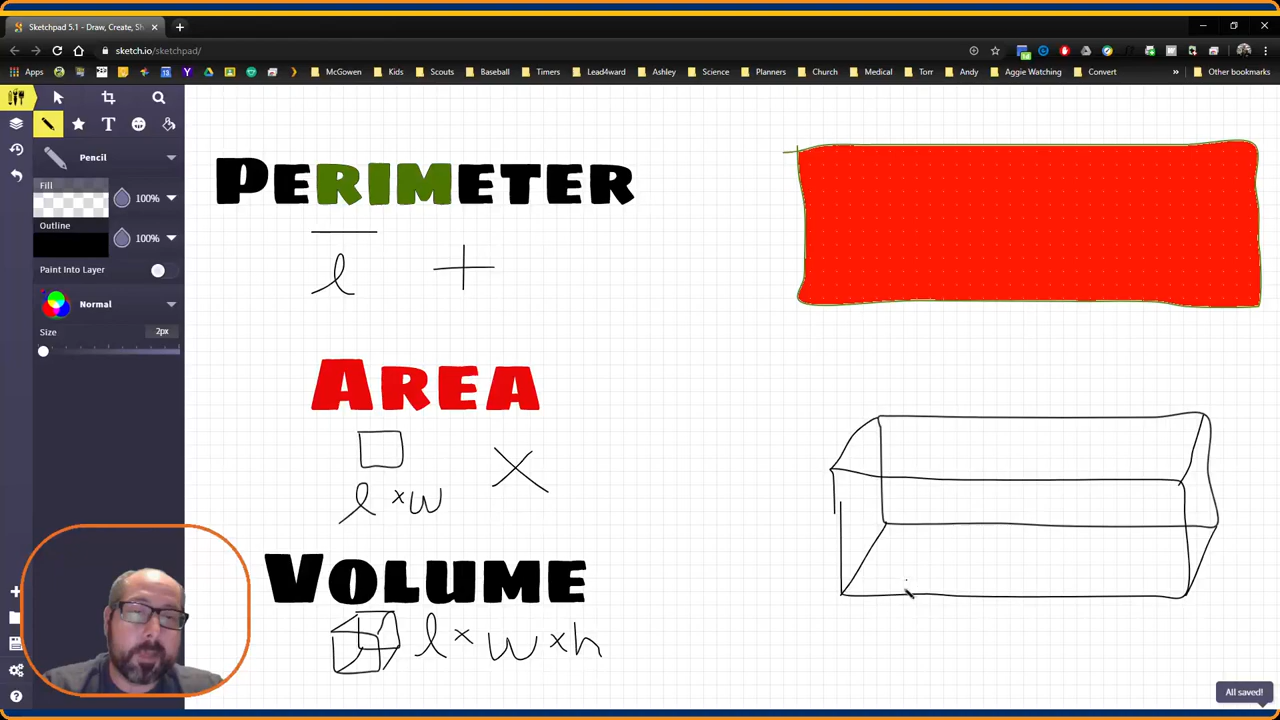 Sketchpad 5.1 - Draw, Create, Sh
sketch.io/sketchpad/
Apps
31
Y
McGowen
Kids
Scouts
Baseball
Timers
Lead4ward
Ashley
Science
Planners
Church
Medical
Torr
Andy
Aggie Watching
Convert
»
Other bookmarks
Pencil
Fill
100%
Outline
100%
Paint Into Layer
Normal
Size
2px
PERIMETER
l +
AREA
l × w ×
VOLUME
l × w × h
All saved!